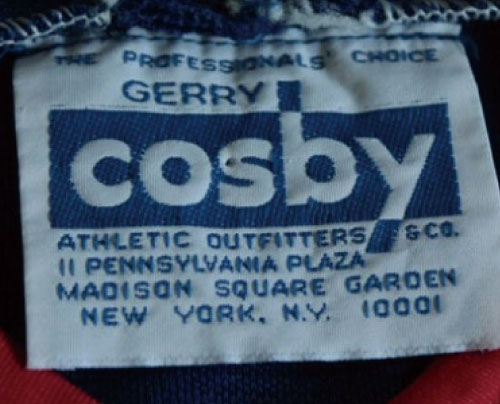 THE PROFESSIONALS' CHOICE
GERRY
cosby
ATHLETIC OUTFITTERS & CO.
11 PENNSYLVANIA PLAZA
MADISON SQUARE GARDEN
NEW YORK, N.Y. 10001